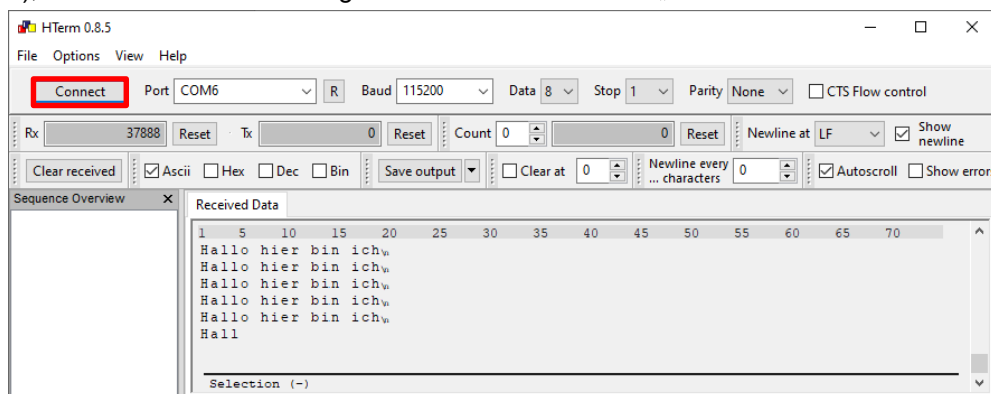 HTerm 0.8.5
File Options View Help
Connect Port COM6 R Baud 115200 Data 8 Stop 1 Parity None CTS Flow control
Rx 37888 Reset Tx 0 Reset Count 0 0 Reset Newline at LF Show newline
Clear received Ascii Hex Dec Bin Save output Clear at 0 Newline every ... characters 0 Autoscroll Show error
Sequence Overview X Received Data
1 5 10 15 20 25 30 35 40 45 50 55 60 65 70
Hallo hier bin ich\n
Hallo hier bin ich\n
Hallo hier bin ich\n
Hallo hier bin ich\n
Hallo hier bin ich\n
Hall
Selection (-)